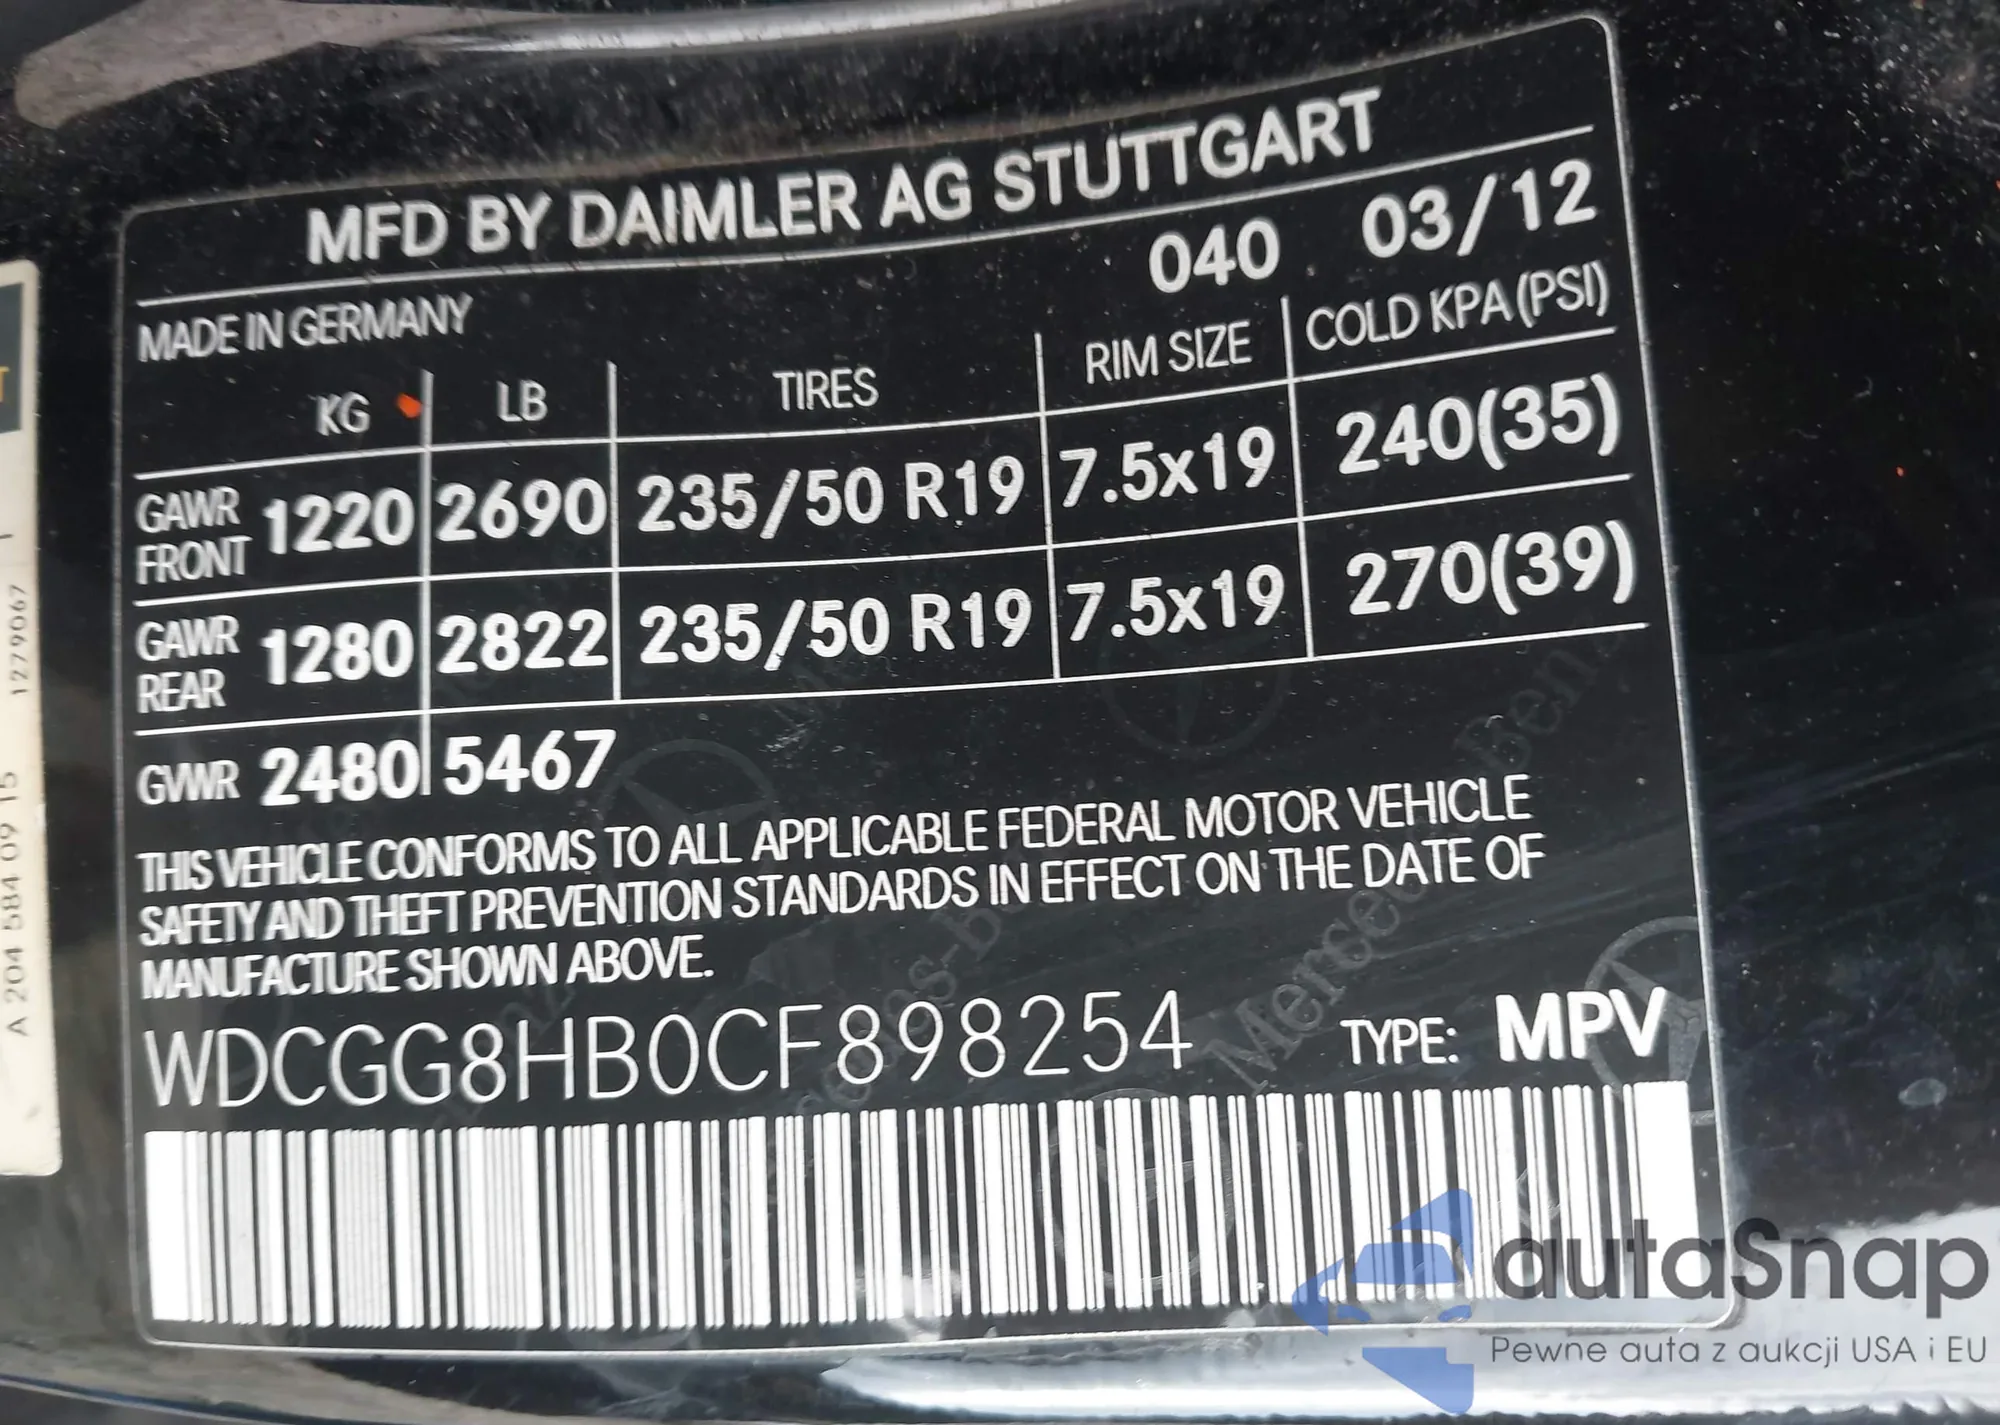 MFD BY DAIMLER AG STUTTGART
MADE IN GERMANY 040 03/12
KG LB TIRES RIM SIZE COLD KPA (PSI)
GAWR FRONT 1220 2690 235/50 R19 7.5x19 240(35)
GAWR REAR 1280 2822 235/50 R19 7.5x19 270(39)
GVWR 2480 5467
THIS VEHICLE CONFORMS TO ALL APPLICABLE FEDERAL MOTOR VEHICLE
SAFETY AND THEFT PREVENTION STANDARDS IN EFFECT ON THE DATE OF
MANUFACTURE SHOWN ABOVE.
WDCGG8HB0CF898254 TYPE: MPV
A 204 584 09 15 1279067
autaSnap
Pewne auta z aukcji USA i EU